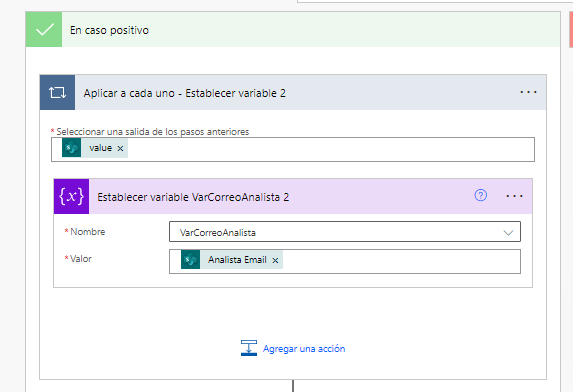 En caso positivo
Aplicar a cada uno - Establecer variable 2
* Seleccionar una salida de los pasos anteriores
value x
{x} Establecer variable VarCorreoAnalista 2
* Nombre VarCorreoAnalista
* Valor Analista Email x
Agregar una acción